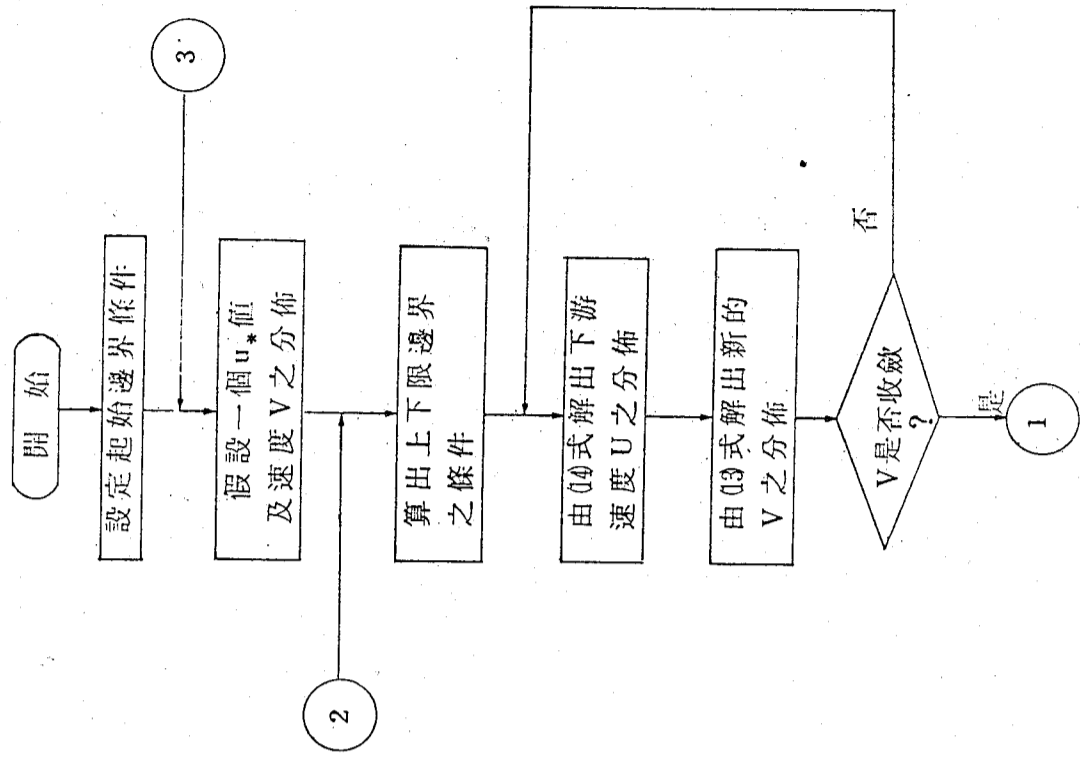 開 始
設定起始邊界條件
3
假設一個u*值
及速度V之分佈
2
算出上下限邊界
之條件
由(14)式解出下游
速度U之分佈
由(13)式解出新的
V之分佈
V是否收斂
?
否
是
1